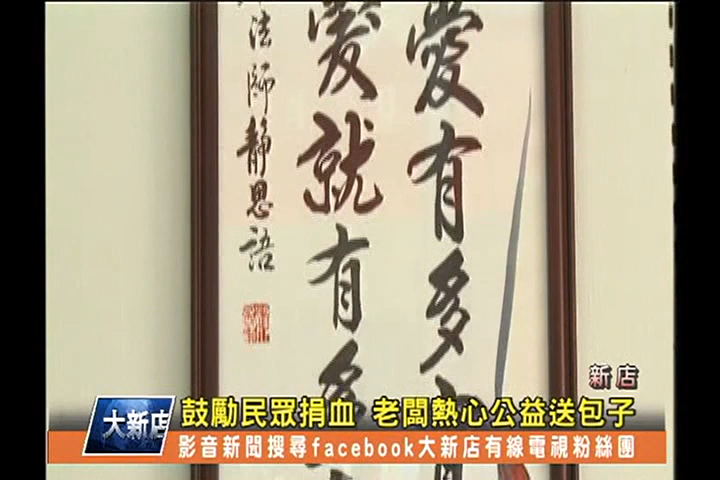 愛有多
愛就有多
法師靜思語
新店
大新店
鼓勵民眾捐血 老闆熱心公益送包子
影音新聞搜尋facebook大新店有線電視粉絲團